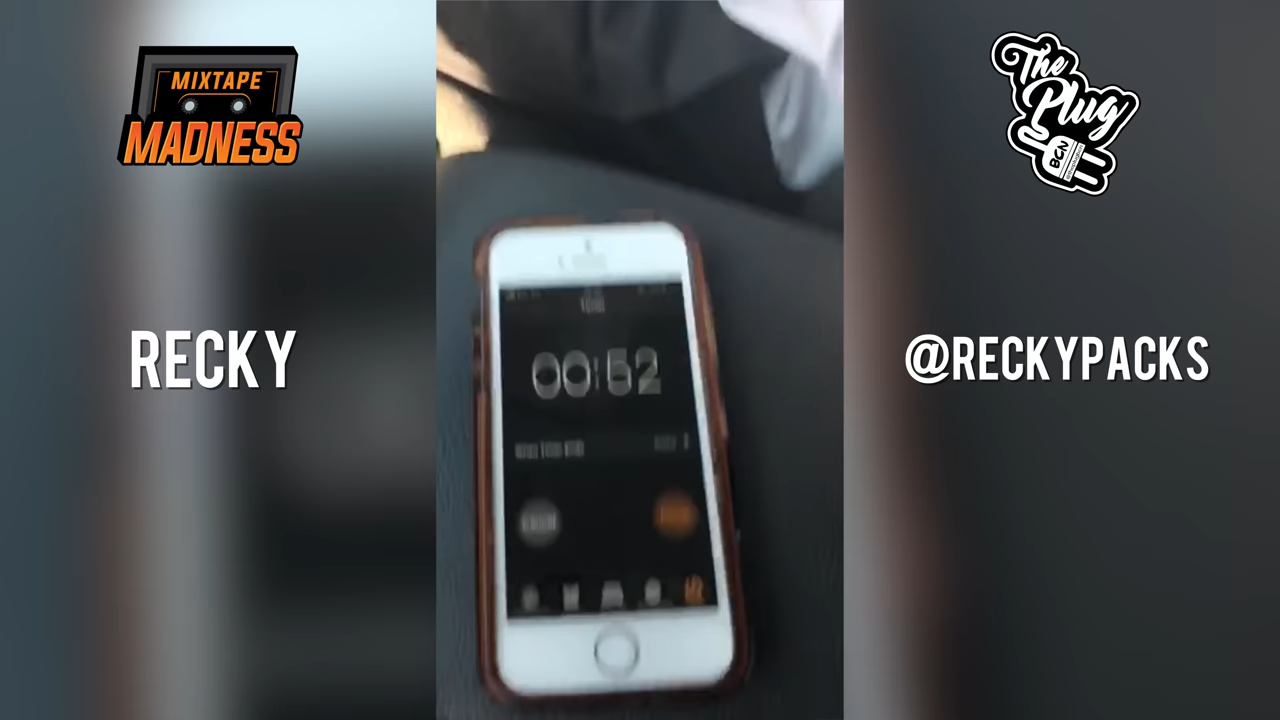 MIXTAPE
MADNESS
The
Plug
BCN
RECKY
@RECKYPACKS
00:52